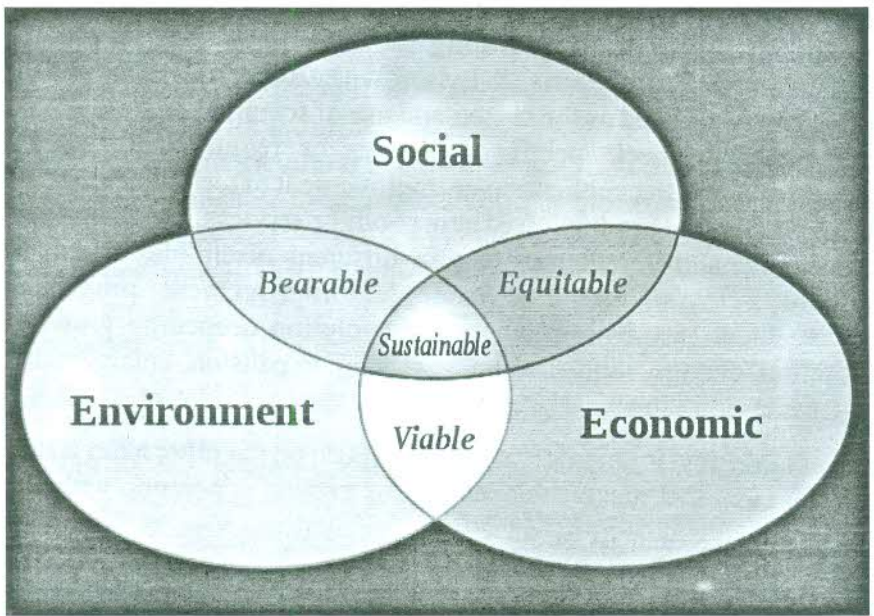 Social
Bearable
Equitable
Sustainable
Environment
Viable
Economic